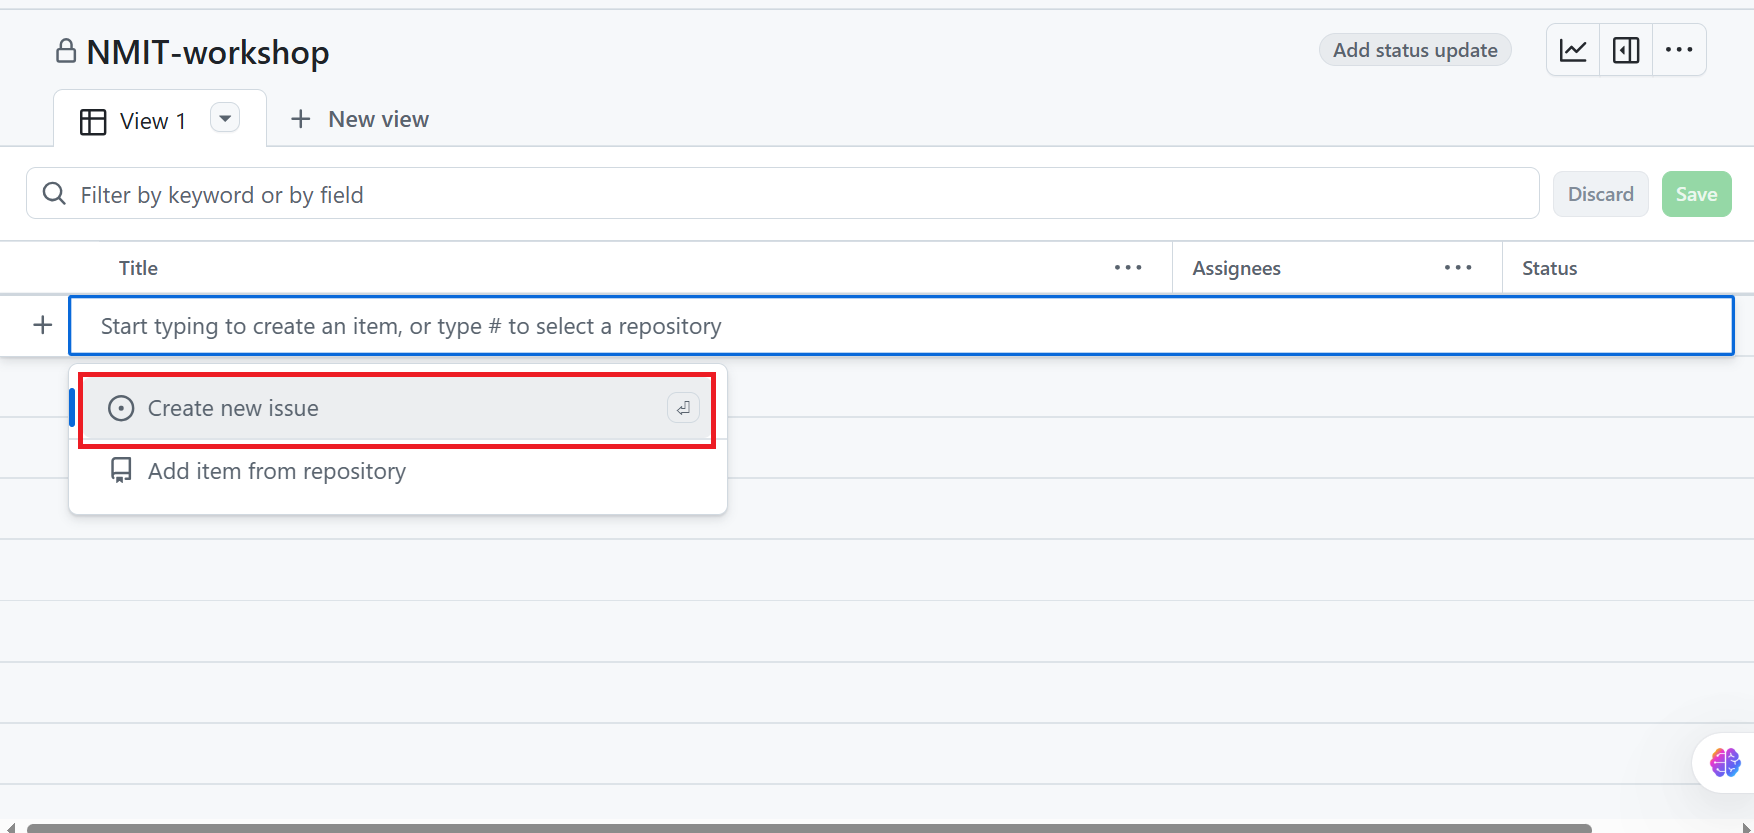 NMIT-workshop
Add status update
View 1
New view
Filter by keyword or by field
Discard
Save
Title
Assignees
Status
Start typing to create an item, or type # to select a repository
Create new issue
Add item from repository